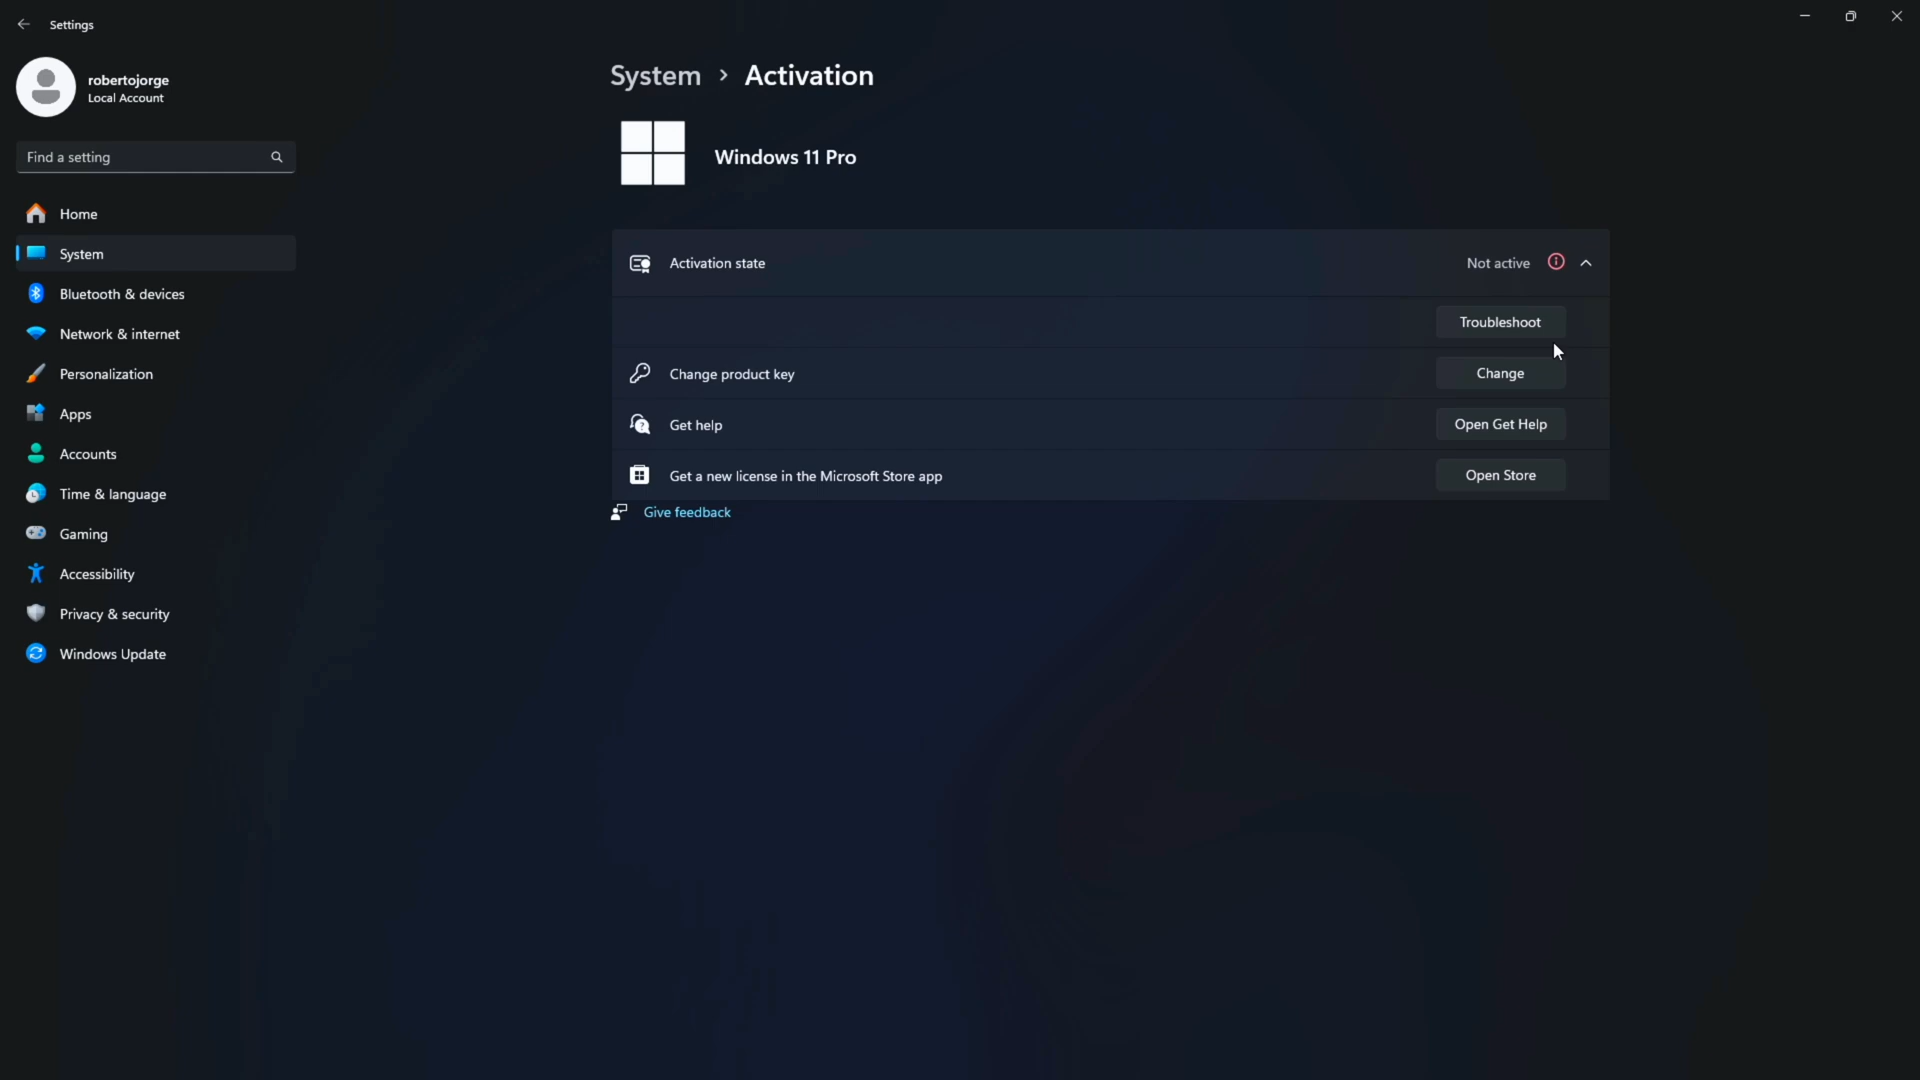 Settings
robertojorge
Local Account
Find a setting
Home
System
Bluetooth & devices
Network & internet
Personalization
Apps
Accounts
Time & language
Gaming
Accessibility
Privacy & security
Windows Update
System > Activation
Windows 11 Pro
Activation state Not active
Troubleshoot
Change product key Change
Get help Open Get Help
Get a new license in the Microsoft Store app Open Store
Give feedback